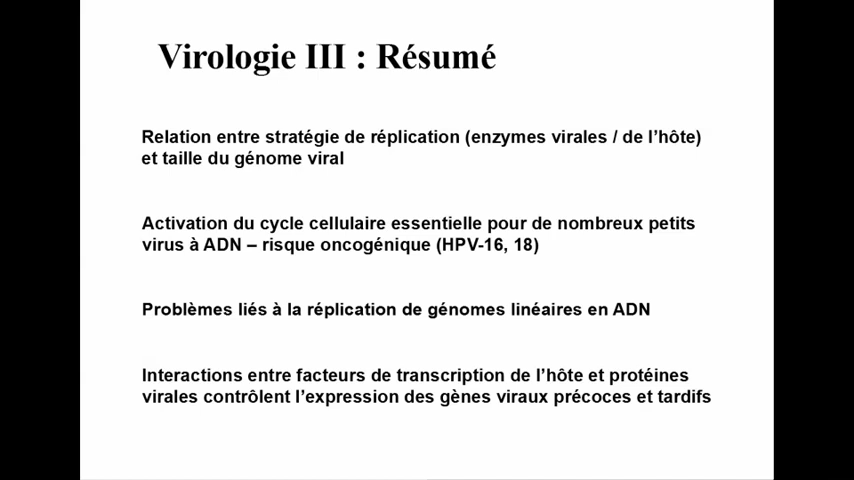 Virologie III : Résumé
Relation entre stratégie de réplication (enzymes virales / de l’hôte)
et taille du génome viral
Activation du cycle cellulaire essentielle pour de nombreux petits
virus à ADN – risque oncogénique (HPV-16, 18)
Problèmes liés à la réplication de génomes linéaires en ADN
Interactions entre facteurs de transcription de l’hôte et protéines
virales contrôlent l’expression des gènes viraux précoces et tardifs